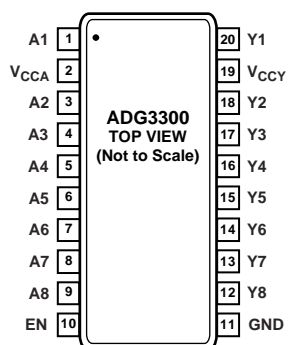 A1 1 20 Y1
VCCA 2 19 VCCY
A2 3 18 Y2
ADG3300
A3 4 TOP VIEW 17 Y3
(Not to Scale)
A4 5 16 Y4
A5 6 15 Y5
A6 7 14 Y6
A7 8 13 Y7
A8 9 12 Y8
EN 10 11 GND